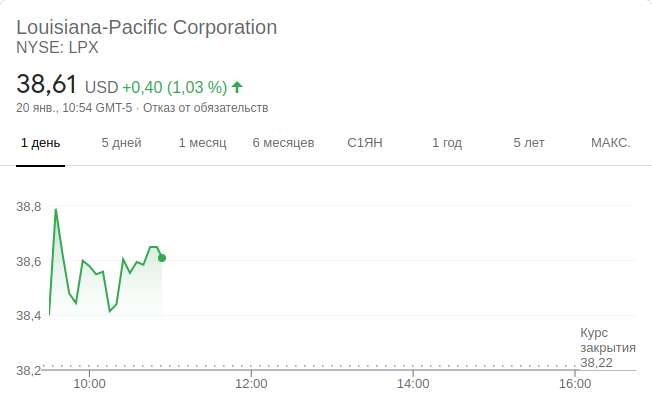 Louisiana-Pacific Corporation
NYSE: LPX
38,61 USD +0,40 (1,03 %)
20 янв., 10:54 GMT-5 · Отказ от обязательств
1 день 5 дней 1 месяц 6 месяцев С1ЯН 1 год 5 лет МАКС.
38,8
38,6
38,4
Курс
закрытия
38,22
38,2
10:00 12:00 14:00 16:00